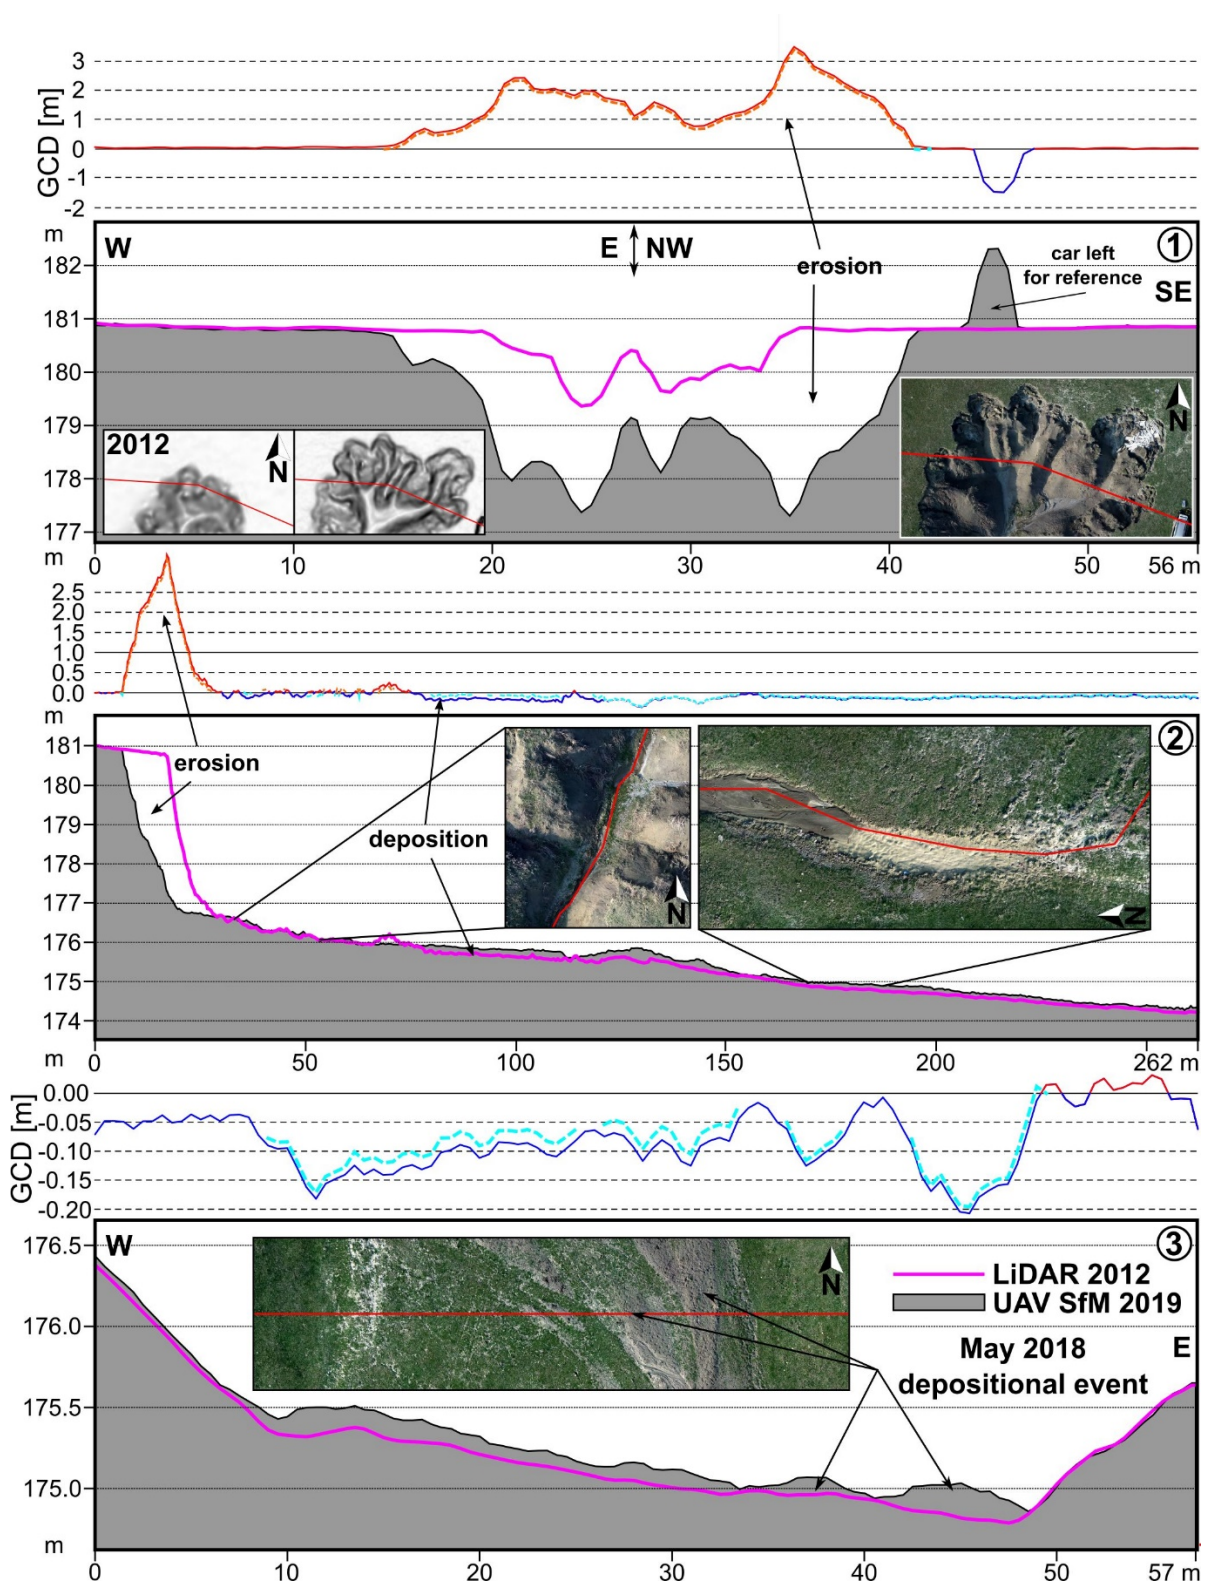 3
2
1
0
-1
-2
GCD [m]
m
182
181
180
179
178
177
m
W
E
NW
erosion
car left
for reference
1
SE
2012
N
N
0
10
20
30
40
50
56 m
2.5
2.0
1.5
1.0
0.5
0.0
m
181
180
179
178
177
176
175
174
m
erosion
deposition
N
N
2
0
50
100
150
200
262 m
0.00
-0.05
-0.10
-0.15
-0.20
GCD [m]
176.5
176.0
175.5
175.0
m
W
N
3
LiDAR 2012
UAV SfM 2019
May 2018
depositional event
E
0
10
20
30
40
50
57 m